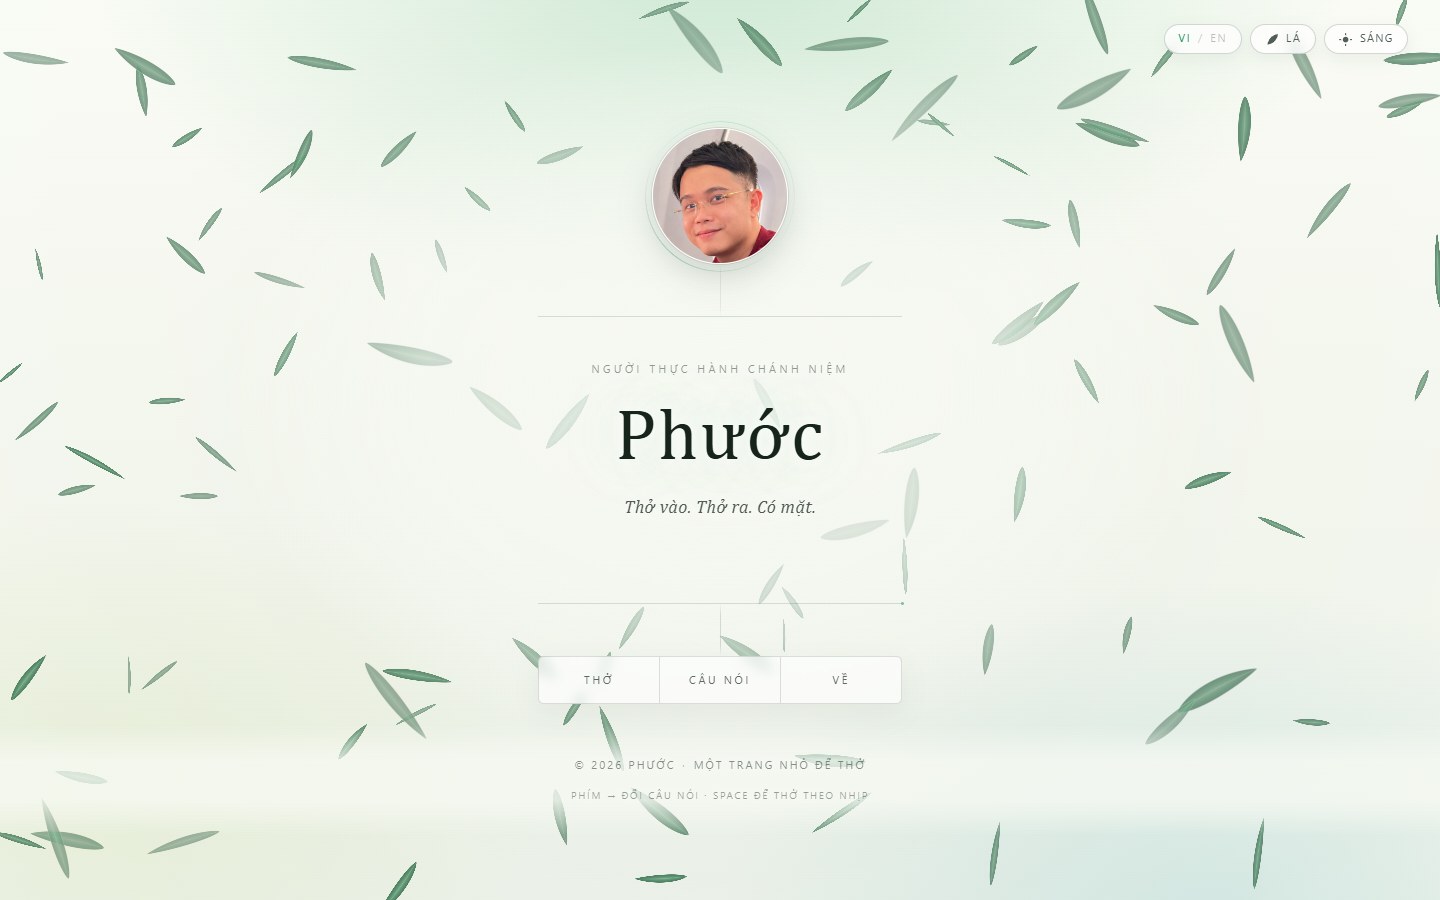 VI / EN
LÁ
SÁNG
NGƯỜI THỰC HÀNH CHÁNH NIỆM
Phước
Thở vào. Thở ra. Có mặt.
THỞ
CÂU NÓI
VỀ
© 2026 PHƯỚC · MỘT TRANG NHỎ ĐỂ THỞ
PHÍM → ĐỔI CÂU NÓI · SPACE ĐỂ THỞ THEO NHỊP